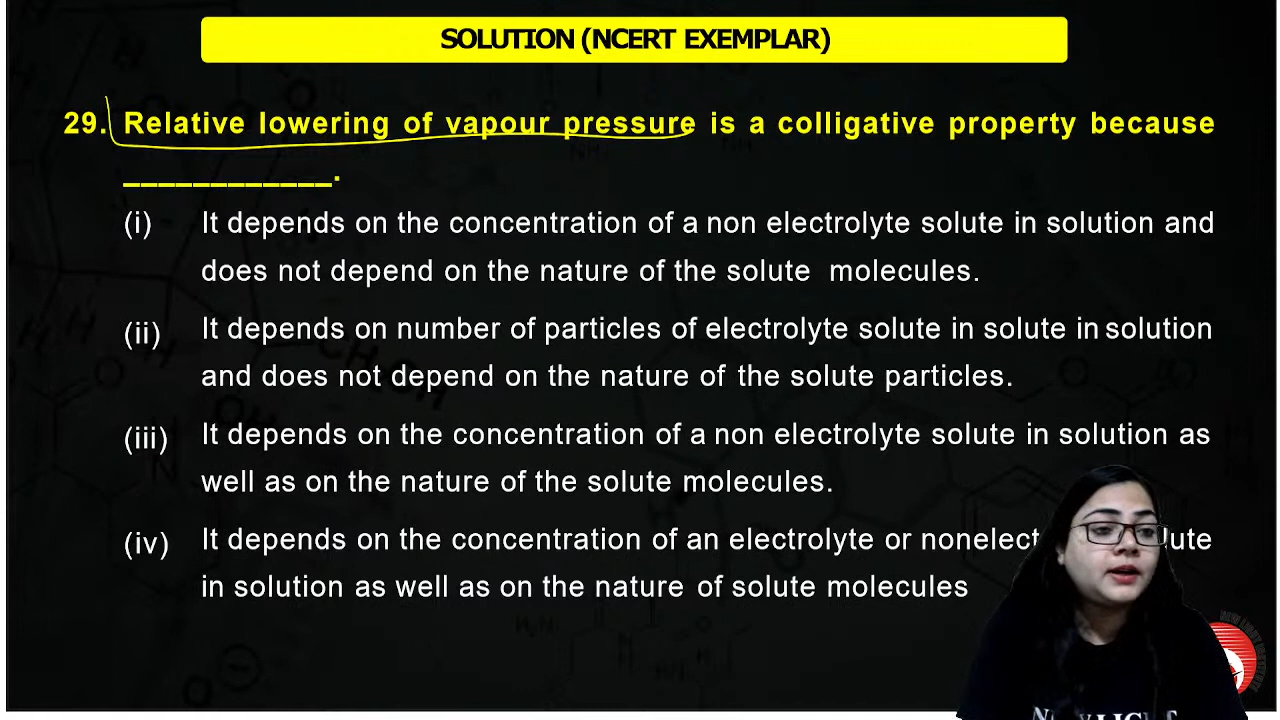 SOLUTION (NCERT EXEMPLAR)
29. Relative lowering of vapour pressure is a colligative property because
____________.
(i) It depends on the concentration of a non electrolyte solute in solution and
does not depend on the nature of the solute molecules.
(ii) It depends on number of particles of electrolyte solute in solute in solution
and does not depend on the nature of the solute particles.
(iii) It depends on the concentration of a non electrolyte solute in solution as
well as on the nature of the solute molecules.
(iv) It depends on the concentration of an electrolyte or
in solution as well as on the nature of solute molecules